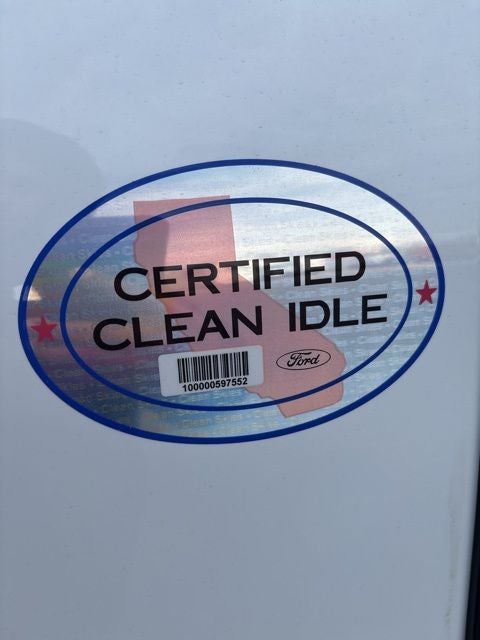 CERTIFIED
CLEAN IDLE
100000597552
Ford